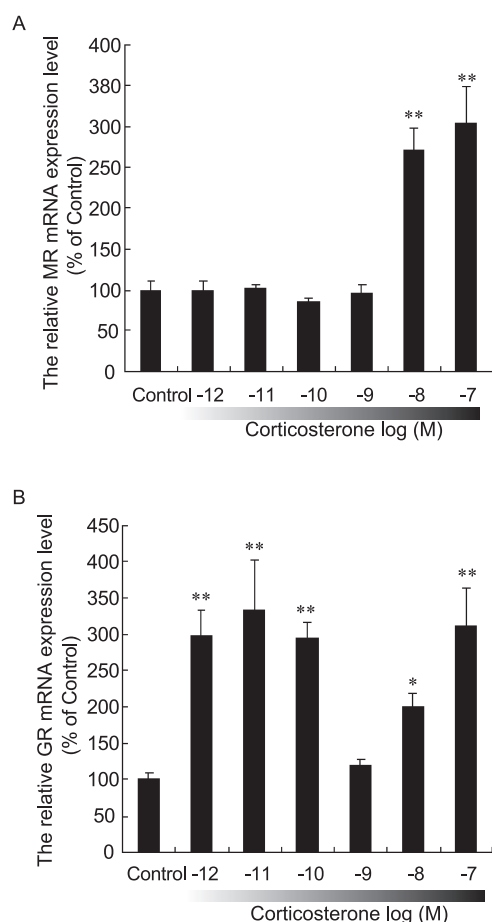 A
The relative MR mRNA expression level
(% of Control)
400
380
300
250
200
150
100
50
0
**
**
Control -12 -11 -10 -9 -8 -7
Corticosterone log (M)
B
The relative GR mRNA expression level
(% of Control)
450
400
350
300
250
200
150
100
50
0
**
**
**
*
**
Control -12 -11 -10 -9 -8 -7
Corticosterone log (M)